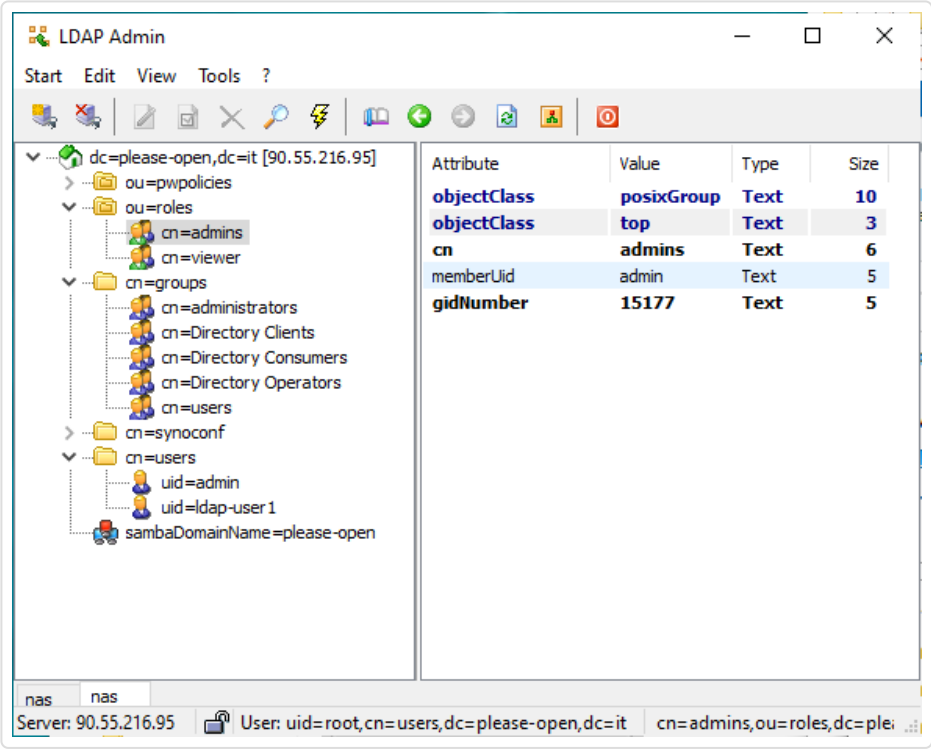 LDAP Admin
Start Edit View Tools ?
dc=please-open,dc=it [90.55.216.95]
ou=pwpolicies
ou=roles
cn=admins
cn=viewer
cn=groups
cn=administrators
cn=Directory Clients
cn=Directory Consumers
cn=Directory Operators
cn=users
cn=synoconf
cn=users
uid=admin
uid=ldap-user1
sambaDomainName=please-open
Attribute Value Type Size
objectClass posixGroup Text 10
objectClass top Text 3
cn admins Text 6
memberUid admin Text 5
gidNumber 15177 Text 5
nas nas
Server: 90.55.216.95 User: uid=root,cn=users,dc=please-open,dc=it cn=admins,ou=roles,dc=plea